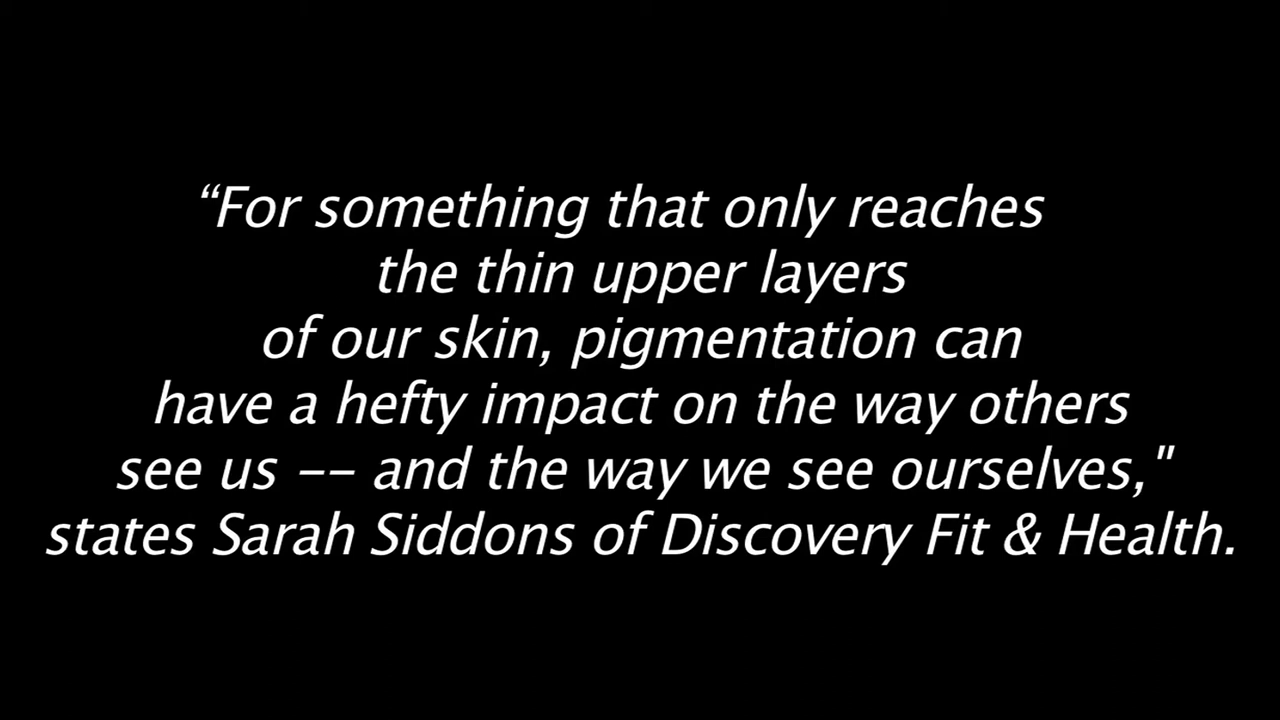 “For something that only reaches
the thin upper layers
of our skin, pigmentation can
have a hefty impact on the way others
see us -- and the way we see ourselves,"
states Sarah Siddons of Discovery Fit & Health.